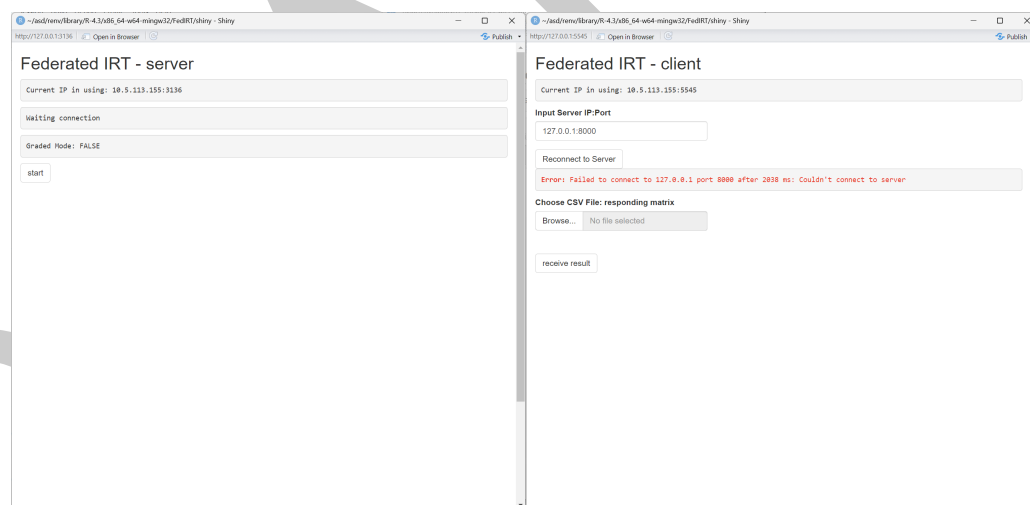 ~/asd/renv/library/R-4.3/x86_64-w64-mingw32/FedIRT/shiny - Shiny
http://127.0.0.1:3136 Open in Browser Publish
Federated IRT - server
Current IP in using: 10.5.113.155:3136
Waiting connection
Graded Mode: FALSE
start
~/asd/renv/library/R-4.3/x86_64-w64-mingw32/FedIRT/shiny - Shiny
http://127.0.0.1:5545 Open in Browser Publish
Federated IRT - client
Current IP in using: 10.5.113.155:5545
Input Server IP:Port
127.0.0.1:8000
Reconnect to Server
Error: Failed to connect to 127.0.0.1 port 8000 after 2038 ms: Couldn't connect to server
Choose CSV File: responding matrix
Browse... No file selected
receive result